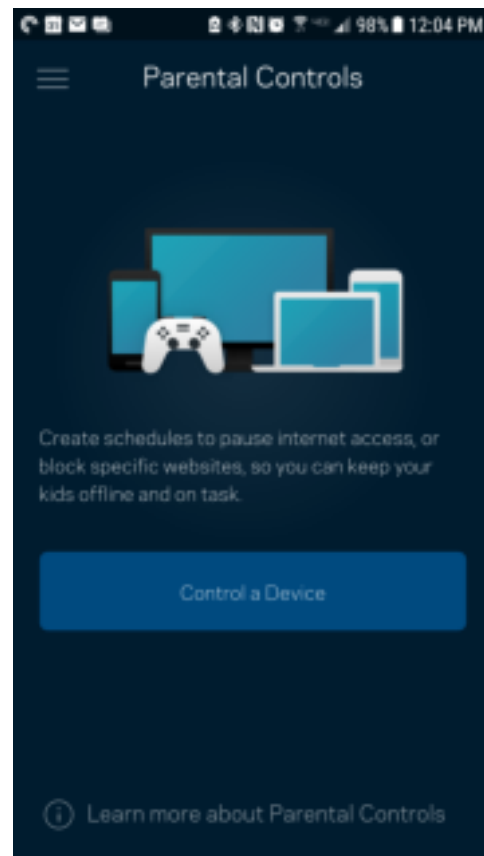 98% 12:04 PM
Parental Controls
Create schedules to pause internet access, or
block specific websites, so you can keep your
kids offline and on task.
Control a Device
Learn more about Parental Controls